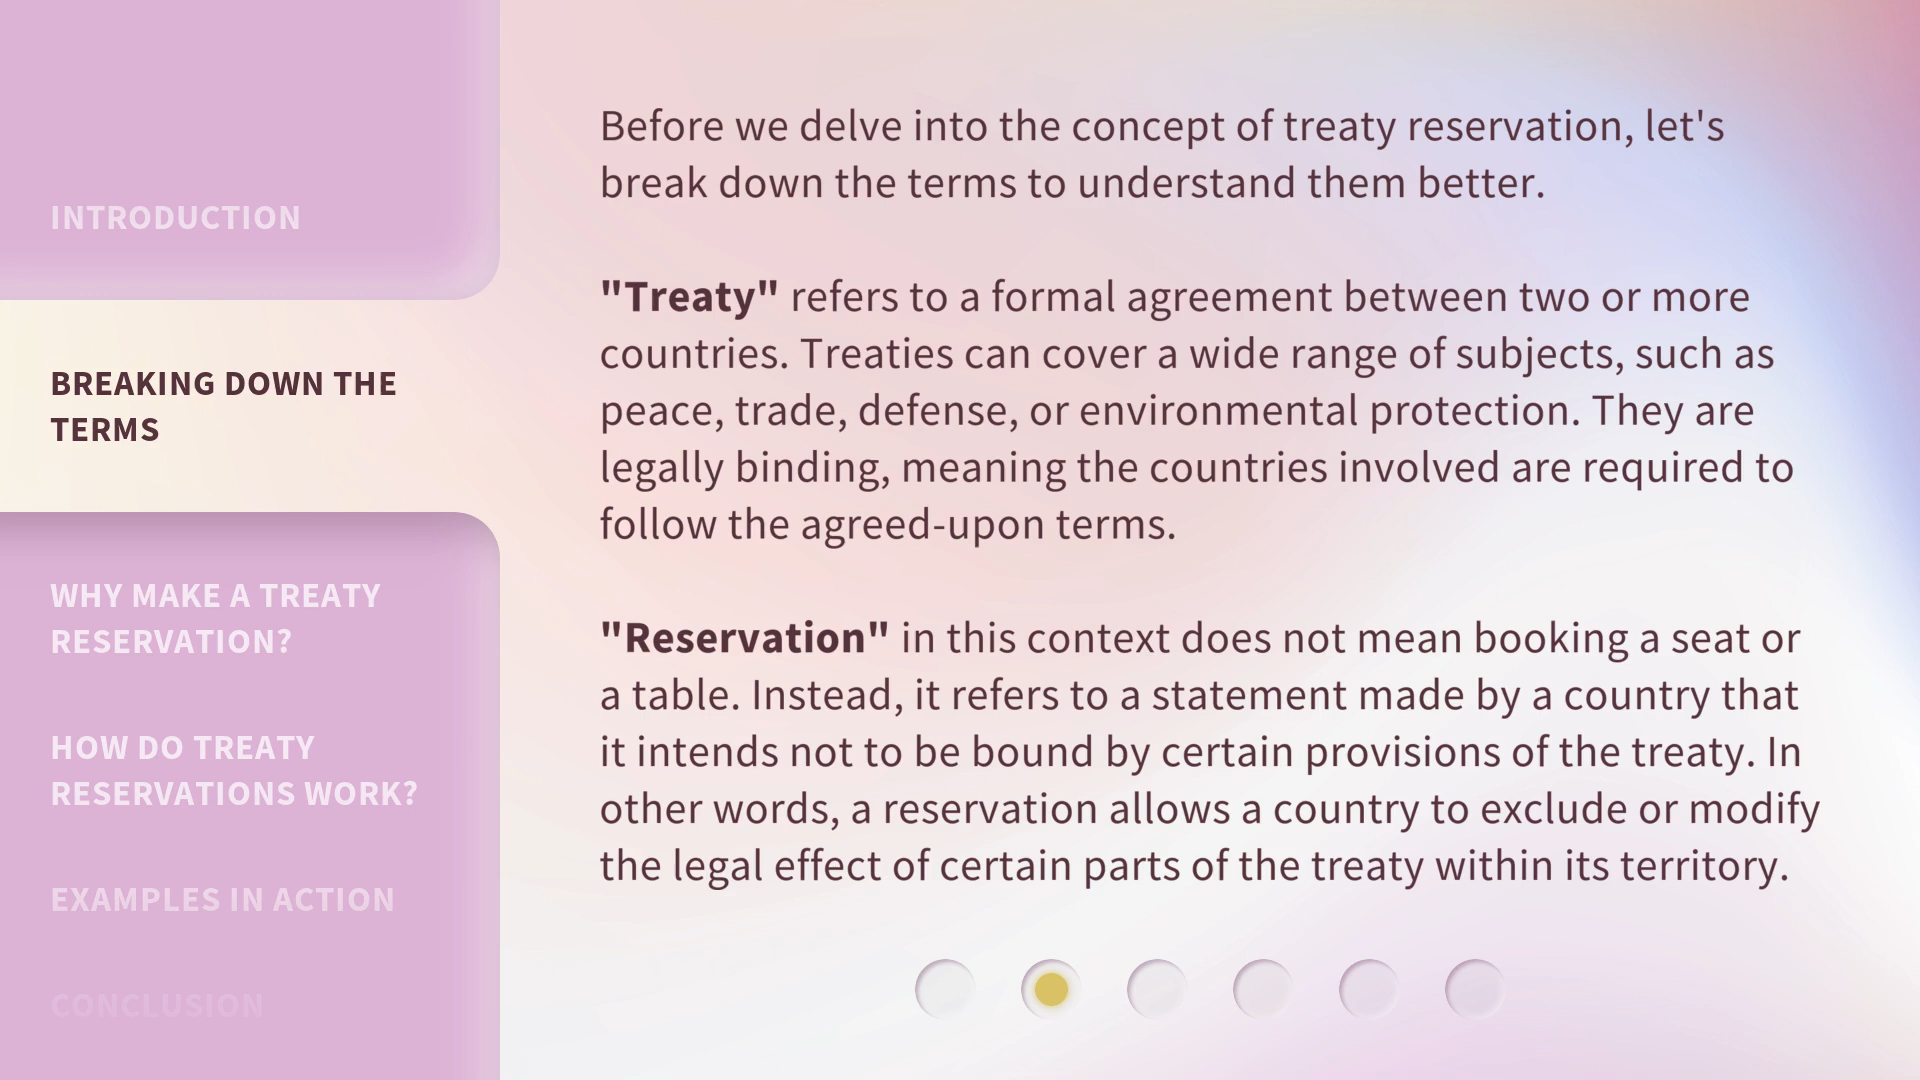 INTRODUCTION
BREAKING DOWN THE
TERMS
WHY MAKE A TREATY
RESERVATION?
HOW DO TREATY
RESERVATIONS WORK?
EXAMPLES IN ACTION
CONCLUSION
Before we delve into the concept of treaty reservation, let's
break down the terms to understand them better.
"Treaty" refers to a formal agreement between two or more
countries. Treaties can cover a wide range of subjects, such as
peace, trade, defense, or environmental protection. They are
legally binding, meaning the countries involved are required to
follow the agreed-upon terms.
"Reservation" in this context does not mean booking a seat or
a table. Instead, it refers to a statement made by a country that
it intends not to be bound by certain provisions of the treaty. In
other words, a reservation allows a country to exclude or modify
the legal effect of certain parts of the treaty within its territory.